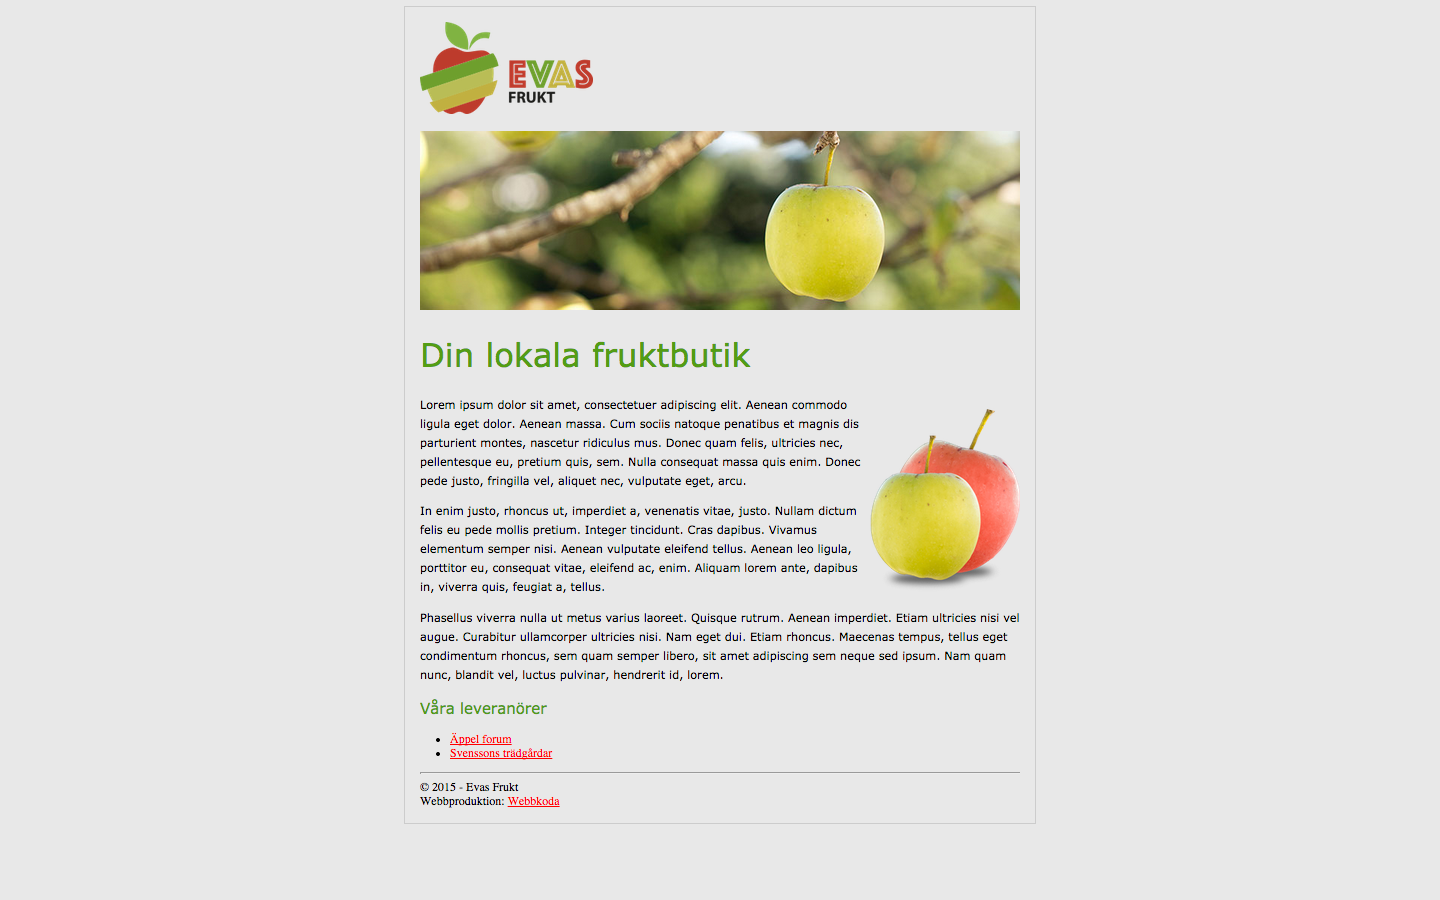 EVAS
FRUKT
Din lokala fruktbutik
Lorem ipsum dolor sit amet, consectetuer adipiscing elit. Aenean commodo
ligula eget dolor. Aenean massa. Cum sociis natoque penatibus et magnis dis
parturient montes, nascetur ridiculus mus. Donec quam felis, ultricies nec,
pellentesque eu, pretium quis, sem. Nulla consequat massa quis enim. Donec
pede justo, fringilla vel, aliquet nec, vulputate eget, arcu.
In enim justo, rhoncus ut, imperdiet a, venenatis vitae, justo. Nullam dictum
felis eu pede mollis pretium. Integer tincidunt. Cras dapibus. Vivamus
elementum semper nisi. Aenean vulputate eleifend tellus. Aenean leo ligula,
porttitor eu, consequat vitae, eleifend ac, enim. Aliquam lorem ante, dapibus
in, viverra quis, feugiat a, tellus.
Phasellus viverra nulla ut metus varius laoreet. Quisque rutrum. Aenean imperdiet. Etiam ultricies nisi vel
augue. Curabitur ullamcorper ultricies nisi. Nam eget dui. Etiam rhoncus. Maecenas tempus, tellus eget
condimentum rhoncus, sem quam semper libero, sit amet adipiscing sem neque sed ipsum. Nam quam
nunc, blandit vel, luctus pulvinar, hendrerit id, lorem.
Våra leveranörer
• Äppel forum
• Svenssons trädgårdar
© 2015 - Evas Frukt
Webbproduktion: Webbkoda